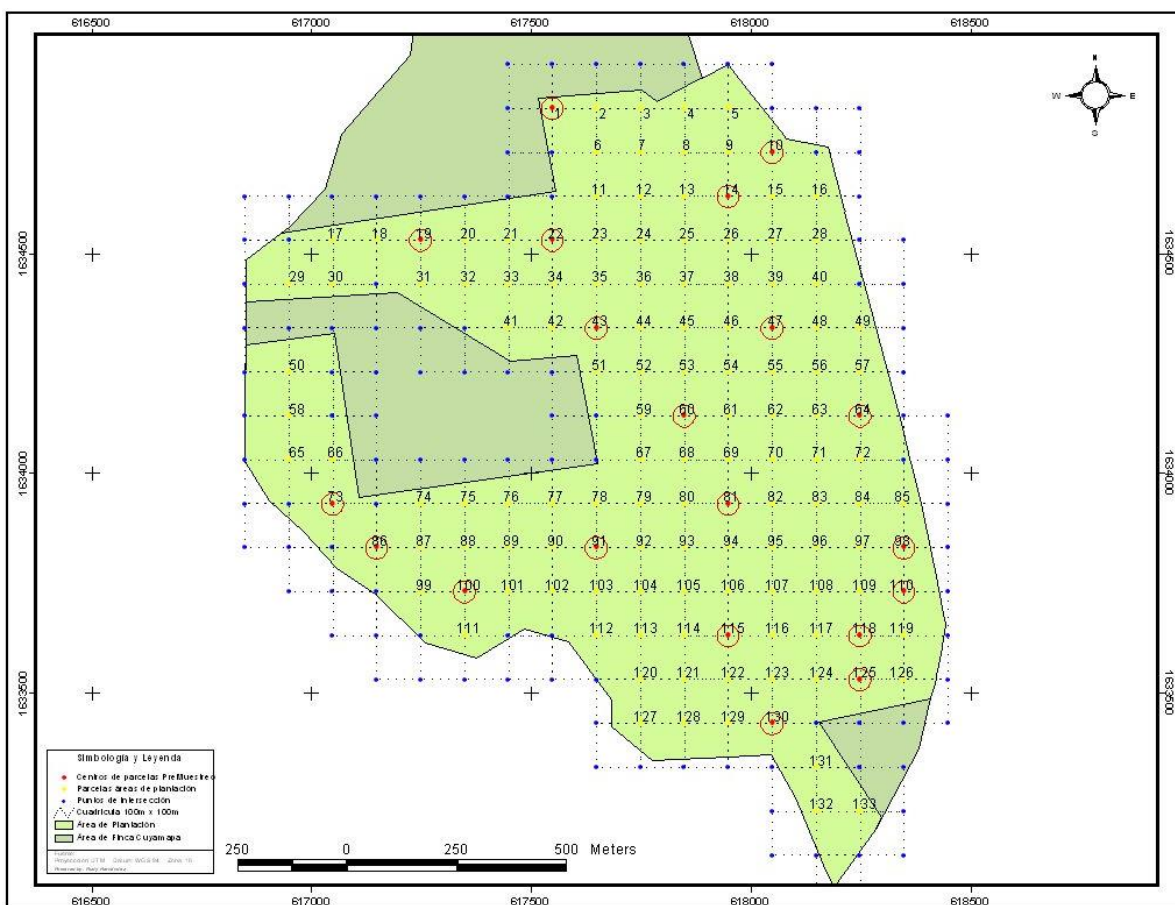 616500 617000 617500 618000 618500
N
W E
S
1 2 3 4 5
6 7 8 9 10
11 12 13 14 15 16
17 18 19 20 21 22 23 24 25 26 27 28
1634500 1634500
29 30 31 32 33 34 35 36 37 38 39 40
41 42 43 44 45 46 47 48 49
50 51 52 53 54 55 56 57
58 59 60 61 62 63 64
65 66 67 68 69 70 71 72
1634000 1634000
73 74 75 76 77 78 79 80 81 82 83 84 85
86 87 88 89 90 91 92 93 94 95 96 97 98
99 100 101 102 103 104 105 106 107 108 109 110
111 112 113 114 115 116 117 118 119
120 121 122 123 124 125 126
1633500 1633500
127 128 129 130
131
132 133
Simbología y Leyenda
Centros de parcelas PreMuestreo
Parcelas áreas de plantación
Puntos de Intersección
Cuadrícula 100m x 100m
Área de Plantación
Área de Finca Cuyamapa
250 0 250 500 Meters
616500 617000 617500 618000 618500